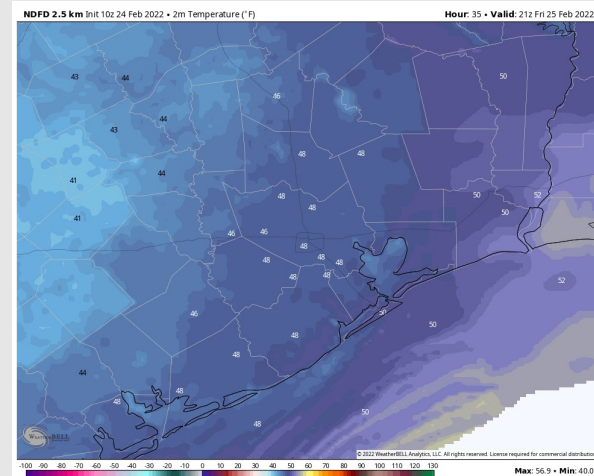 NDFD 2.5 km Init 10z 24 Feb 2022 • 2m Temperature (°F)
Hour: 35 • Valid: 21z Fri 25 Feb 2022
43 44 50
46
44
43
48 48
41 44
48 50 52
41 48 50
46 46
48
48 48 48
48 48
52
46 50
50
48
44 48
48
48 50
48
WEATHERBELL
© 2022 WeatherBELL Analytics, LLC. All rights reserved. License required for commercial distribution
-100 -90 -80 -70 -60 -50 -40 -30 -20 -10 0 10 20 30 40 50 60 70 80 90 100 110 120 130
Max: 56.9 • Min: 40.0